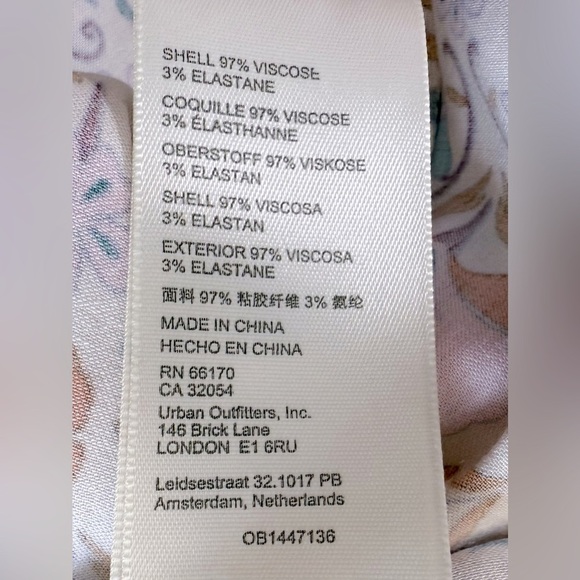 SHELL 97% VISCOSE
3% ELASTANE
COQUILLE 97% VISCOSE
3% ÉLASTHANNE
OBERSTOFF 97% VISKOSE
3% ELASTAN
SHELL 97% VISCOSA
3% ELASTAN
EXTERIOR 97% VISCOSA
3% ELASTANE
面料 97% 粘胶纤维 3% 氨纶
MADE IN CHINA
HECHO EN CHINA
RN 66170
CA 32054
Urban Outfitters, Inc.
146 Brick Lane
LONDON E1 6RU
Leidsestraat 32.1017 PB
Amsterdam, Netherlands
OB1447136